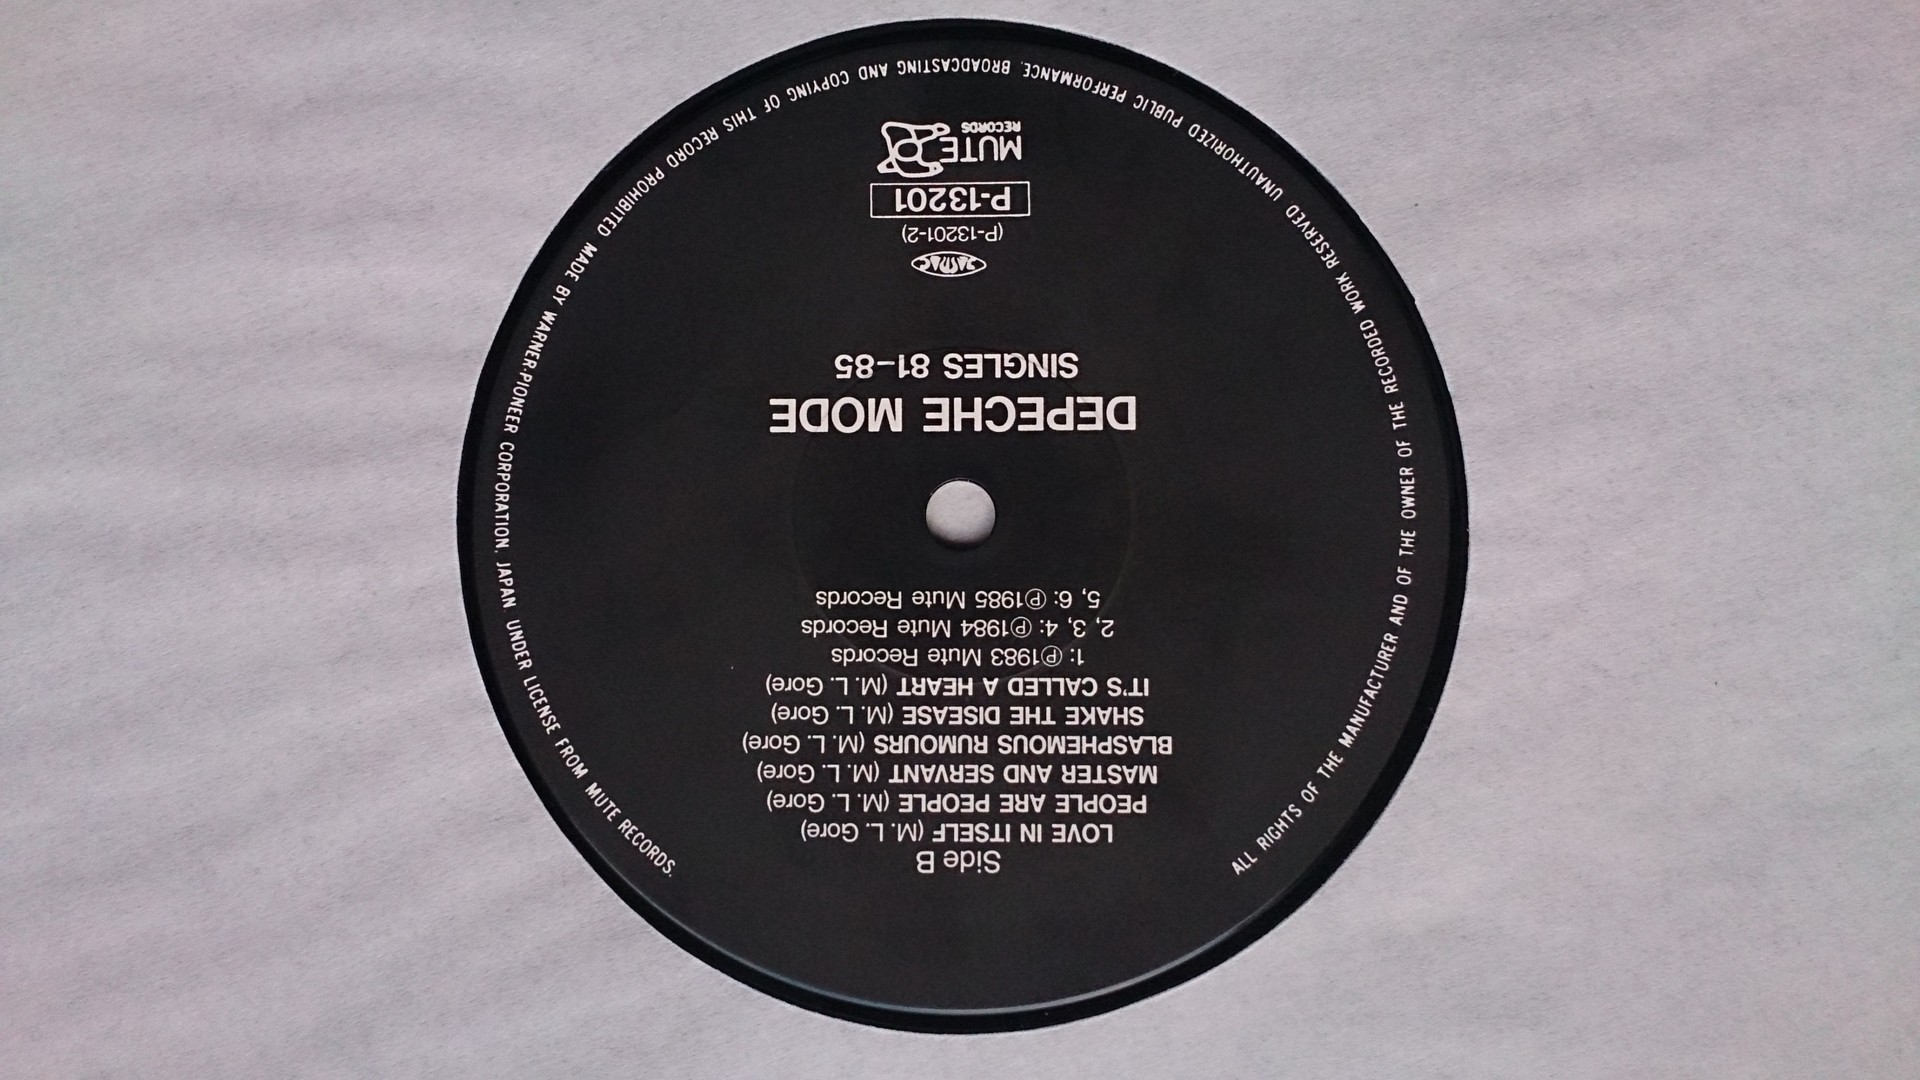 Side B
LOVE IN ITSELF (M. L. Gore)
PEOPLE ARE PEOPLE (M. L. Gore)
MASTER AND SERVANT (M. L. Gore)
BLASPHEMOUS RUMOURS (M. L. Gore)
SHAKE THE DISEASE (M. L. Gore)
IT'S CALLED A HEART (M. L. Gore)
1: ℗1983 Mute Records
2, 3, 4: ℗1984 Mute Records
5, 6: ℗1985 Mute Records
DEPECHE MODE
SINGLES 81–85
JASRAC
(P-13201-2)
P-13201
MUTE
RECORDS
ALL RIGHTS OF THE MANUFACTURER AND OF THE OWNER OF THE RECORDED WORK RESERVED UNAUTHORIZED PUBLIC PERFORMANCE. BROADCASTING AND COPYING OF THIS RECORD PROHIBITED MADE BY WARNER-PIONEER CORPORATION, JAPAN UNDER LICENSE FROM MUTE RECORDS.